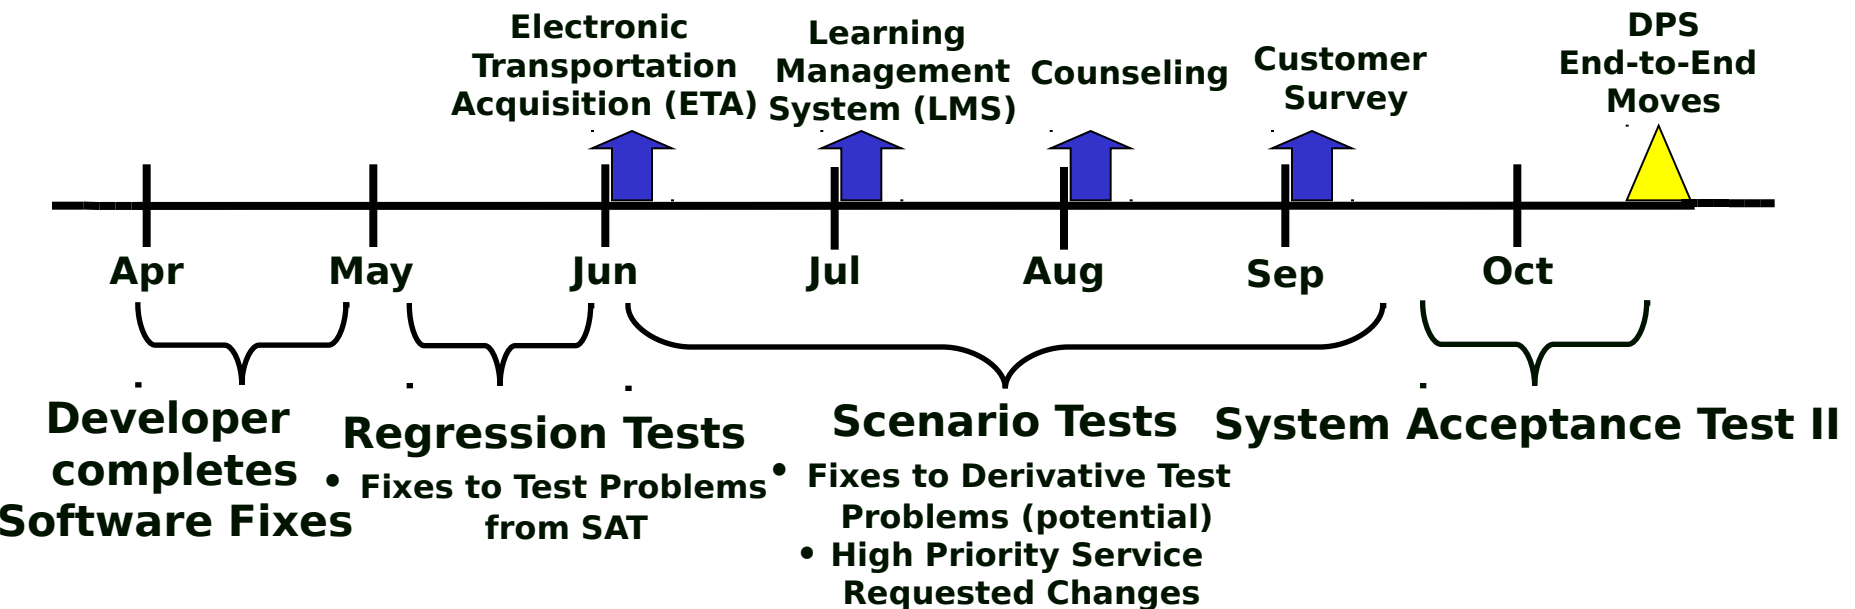 Electronic
Transportation
Acquisition (ETA)
Learning
Management
System (LMS)
Counseling
Customer
Survey
DPS
End-to-End
Moves
Apr
May
Jun
Jul
Aug
Sep
Oct
Developer
completes
Software Fixes
Regression Tests
• Fixes to Test Problems
from SAT
Scenario Tests
• Fixes to Derivative Test
Problems (potential)
• High Priority Service
Requested Changes
System Acceptance Test II